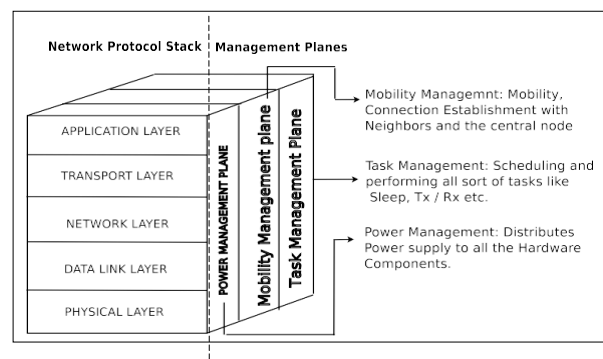 Network Protocol Stack
Management Planes
APPLICATION LAYER
TRANSPORT LAYER
NETWORK LAYER
DATA LINK LAYER
PHYSICAL LAYER
POWER MANAGEMENT PLANE
Mobility Management plane
Task Management Plane
Mobility Managemnt: Mobility,
Connection Establishment with
Neighbors and the central node
Task Management: Scheduling and
performing all sort of tasks like
Sleep, Tx / Rx etc.
Power Management: Distributes
Power supply to all the Hardware
Components.